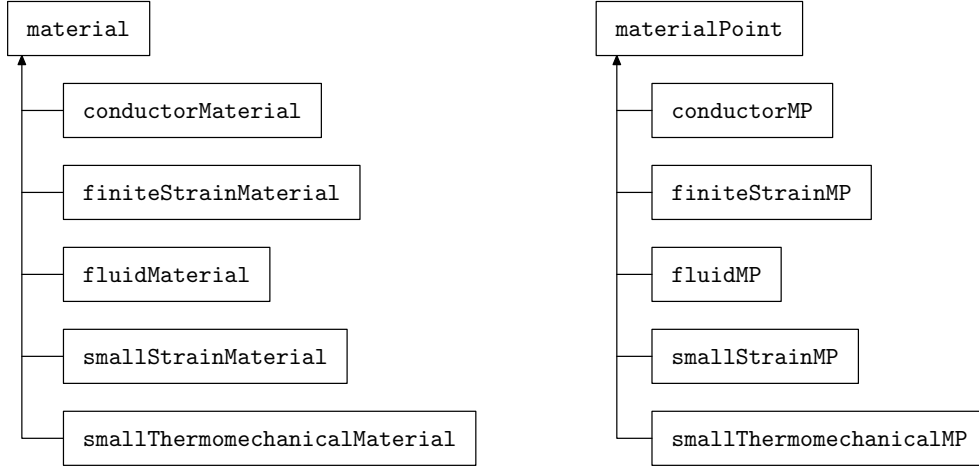 material
conductorMaterial
finiteStrainMaterial
fluidMaterial
smallStrainMaterial
smallThermomechanicalMaterial
materialPoint
conductorMP
finiteStrainMP
fluidMP
smallStrainMP
smallThermomechanicalMP